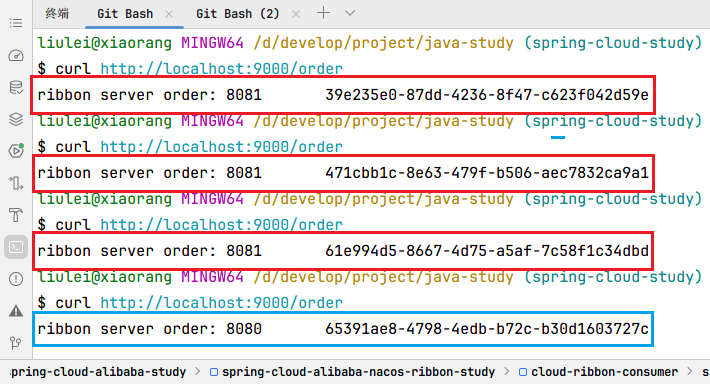 终端 Git Bash Git Bash (2)
liulei@xiaorang MINGW64 /d/develop/project/java-study (spring-cloud-study)
$ curl http://localhost:9000/order
ribbon server order: 8081 39e235e0-87dd-4236-8f47-c623f042d59e
liulei@xiaorang MINGW64 /d/develop/project/java-study (spring-cloud-study)
$ curl http://localhost:9000/order
ribbon server order: 8081 471cbb1c-8e63-479f-b506-aec7832ca9a1
liulei@xiaorang MINGW64 /d/develop/project/java-study (spring-cloud-study)
$ curl http://localhost:9000/order
ribbon server order: 8081 61e994d5-8667-4d75-a5af-7c58f1c34dbd
liulei@xiaorang MINGW64 /d/develop/project/java-study (spring-cloud-study)
$ curl http://localhost:9000/order
ribbon server order: 8080 65391ae8-4798-4edb-b72c-b30d1603727c
pring-cloud-alibaba-study > spring-cloud-alibaba-nacos-ribbon-study > cloud-ribbon-consumer > s